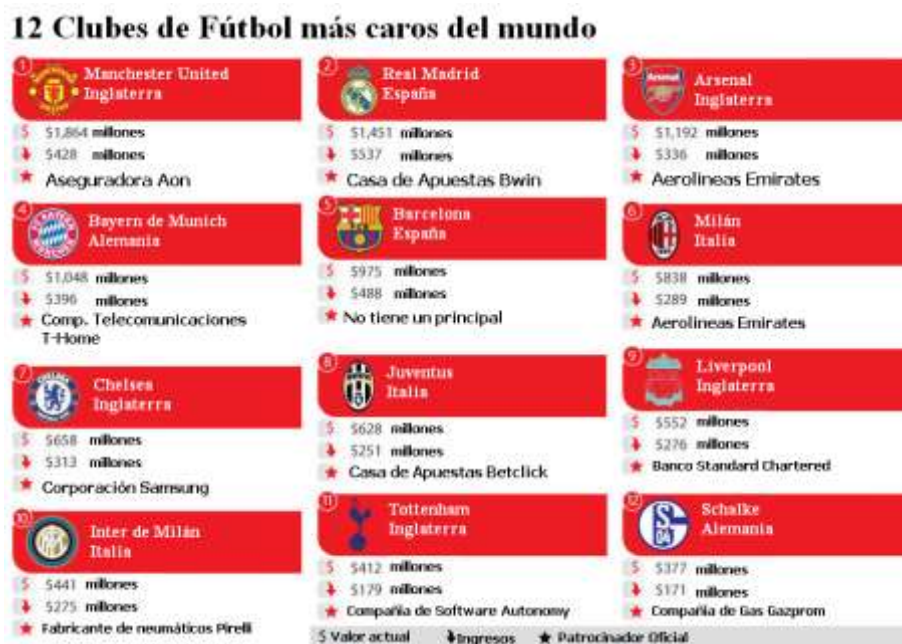 12 Clubes de Fútbol más caros del mundo
1
Manchester United
Inglaterra
$ $1,864 millones
$428 millones
Aseguradora Aon
2
Real Madrid
España
$ $1,451 millones
$537 millones
Casa de Apuestas Bwin
3
Arsenal
Inglaterra
$ $1,192 millones
$336 millones
Aerolineas Emirates
4
Bayern de Munich
Alemania
$ $1,048 millones
$396 millones
Comp. Telecomunicaciones
T-Home
5
Barcelona
España
$ $975 millones
$488 millones
No tiene un principal
6
Milán
Italia
$ $838 millones
$289 millones
Aerolineas Emirates
7
Chelsea
Inglaterra
$ $658 millones
$313 millones
Corporación Samsung
8
Juventus
Italia
$ $628 millones
$251 millones
Casa de Apuestas Betclick
9
Liverpool
Inglaterra
$ $552 millones
$276 millones
Banco Standard Chartered
10
Inter de Milán
Italia
$ $441 millones
$275 millones
Fabricante de neumáticos Pirelli
11
Tottenham
Inglaterra
$ $412 millones
$179 millones
Compañia de Software Autonomy
12
Schalke
Alemania
$ $377 millones
$171 millones
Compañia de Gas Gazprom
$ Valor actual Ingresos Patrocinador Oficial